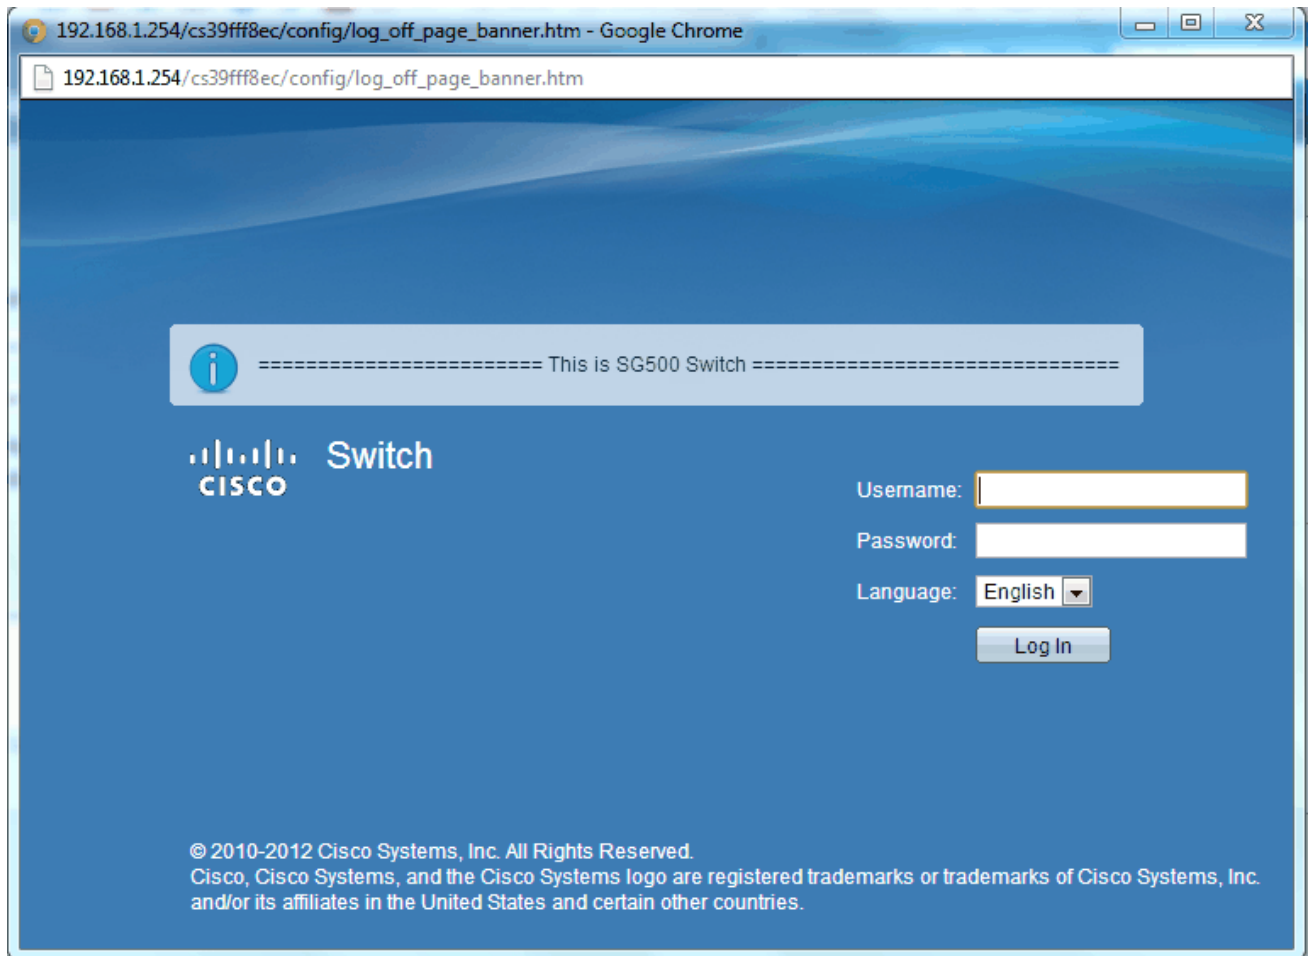 192.168.1.254/cs39fff8ec/config/log_off_page_banner.htm - Google Chrome
192.168.1.254/cs39fff8ec/config/log_off_page_banner.htm
======================== This is SG500 Switch ===============================
CISCO
Switch
Username:
Password:
Language: English
Log In
© 2010-2012 Cisco Systems, Inc. All Rights Reserved.
Cisco, Cisco Systems, and the Cisco Systems logo are registered trademarks or trademarks of Cisco Systems, Inc.
and/or its affiliates in the United States and certain other countries.